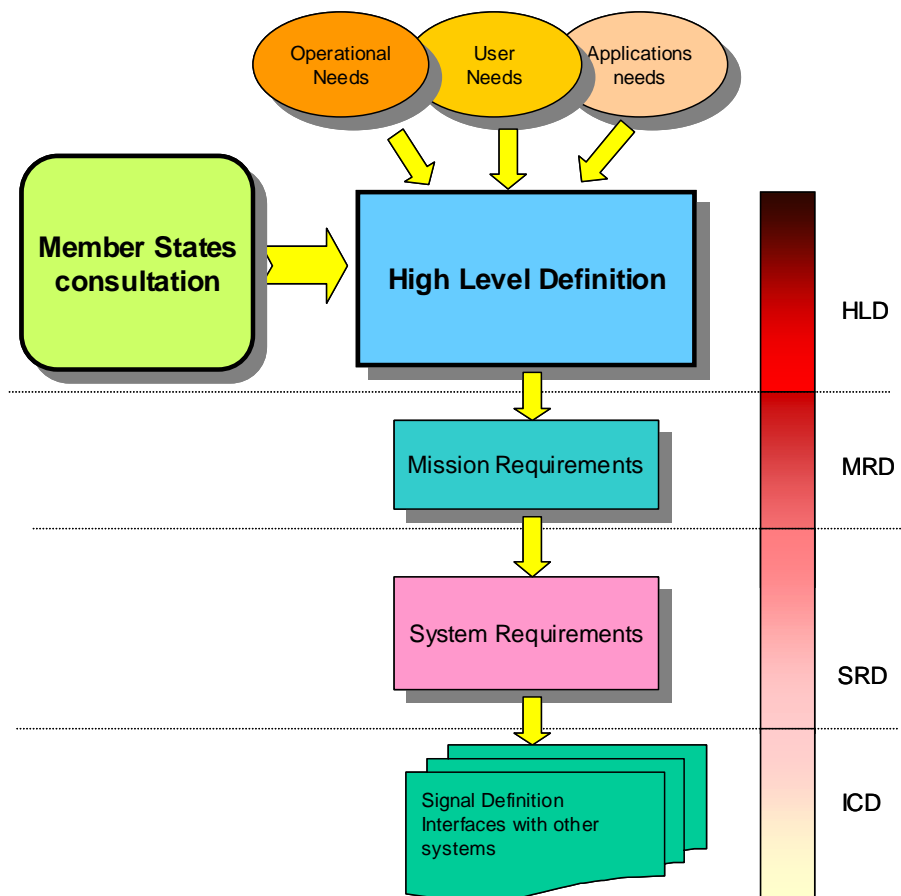 Operational
Needs
User
Needs
Applications
needs
Member States
consultation
High Level Definition
HLD
Mission Requirements
MRD
System Requirements
SRD
Signal Definition
Interfaces with other
systems
ICD